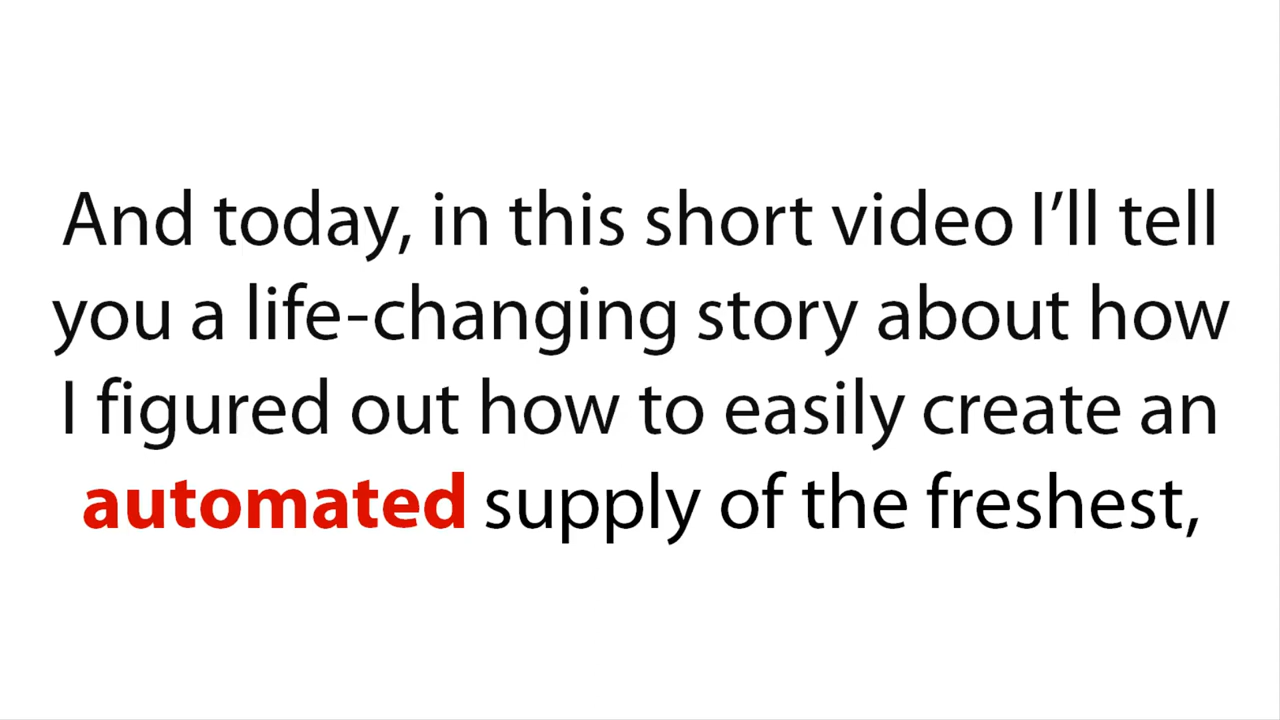 And today, in this short video I’ll tell
you a life-changing story about how
I figured out how to easily create an
automated supply of the freshest,